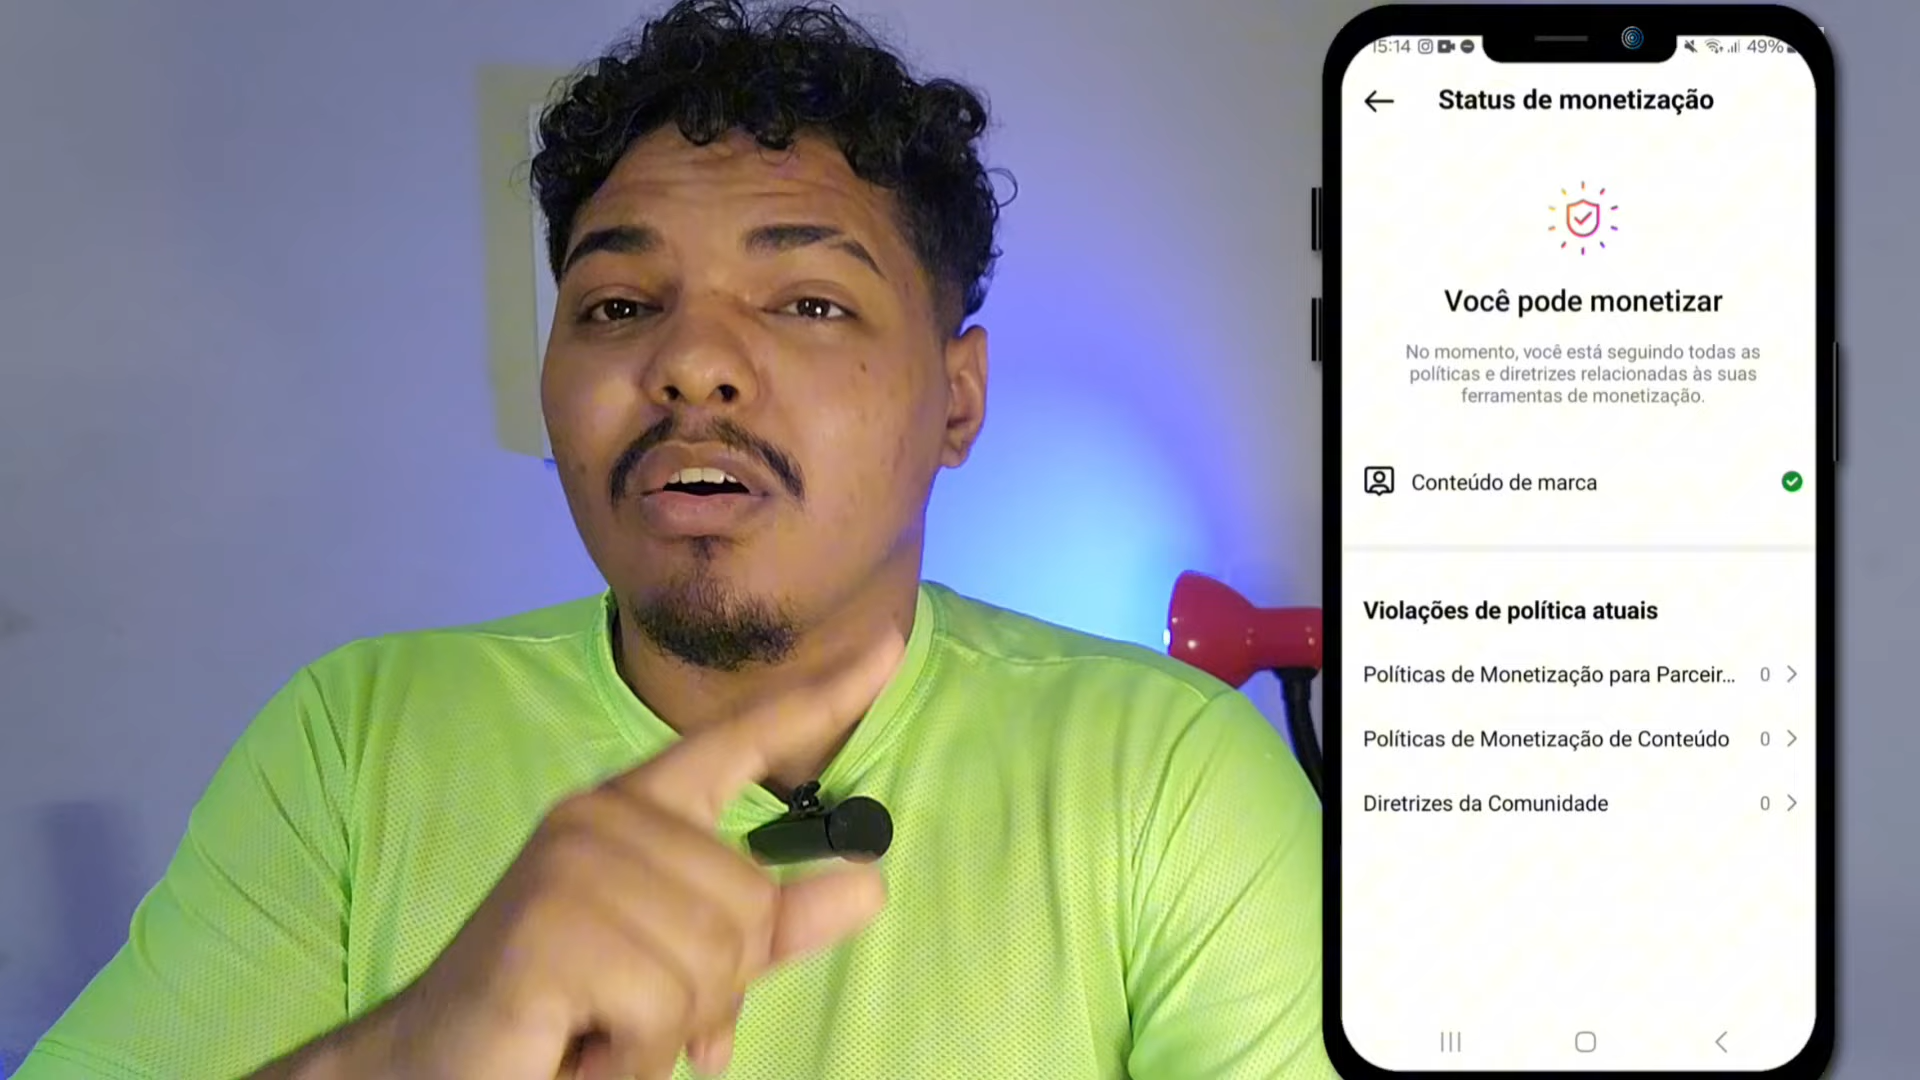 15:14 49%
Status de monetização
Você pode monetizar
No momento, você está seguindo todas as
políticas e diretrizes relacionadas às suas
ferramentas de monetização.
Conteúdo de marca
Violações de política atuais
Políticas de Monetização para Parceir... 0
Políticas de Monetização de Conteúdo 0
Diretrizes da Comunidade 0